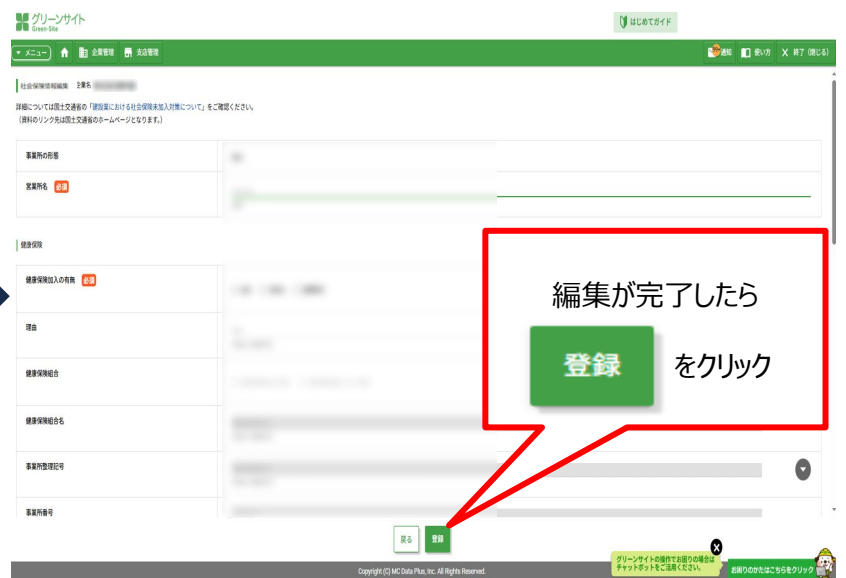 グリーンサイト
Green-Site
はじめてガイド
メニュー 企業管理 支店管理 通知 使い方 X 終了（閉じる）
社会保険情報編集 企業名
詳細については国土交通省の「建設業における社会保険未加入対策について」をご確認ください。
（資料のリンク先は国土交通省のホームページとなります。）
事業所の形態
営業所名 必須
健康保険
健康保険加入の有無 必須
理由
健康保険組合
健康保険組合名
事業所整理記号
事業所番号
編集が完了したら
登録 をクリック
戻る 登録
グリーンサイトの操作でお困りの場合は
チャットボットをご活用ください。
お困りのかたはこちらをクリック
Copyright (C) MC Data Plus, Inc. All Rights Reserved.